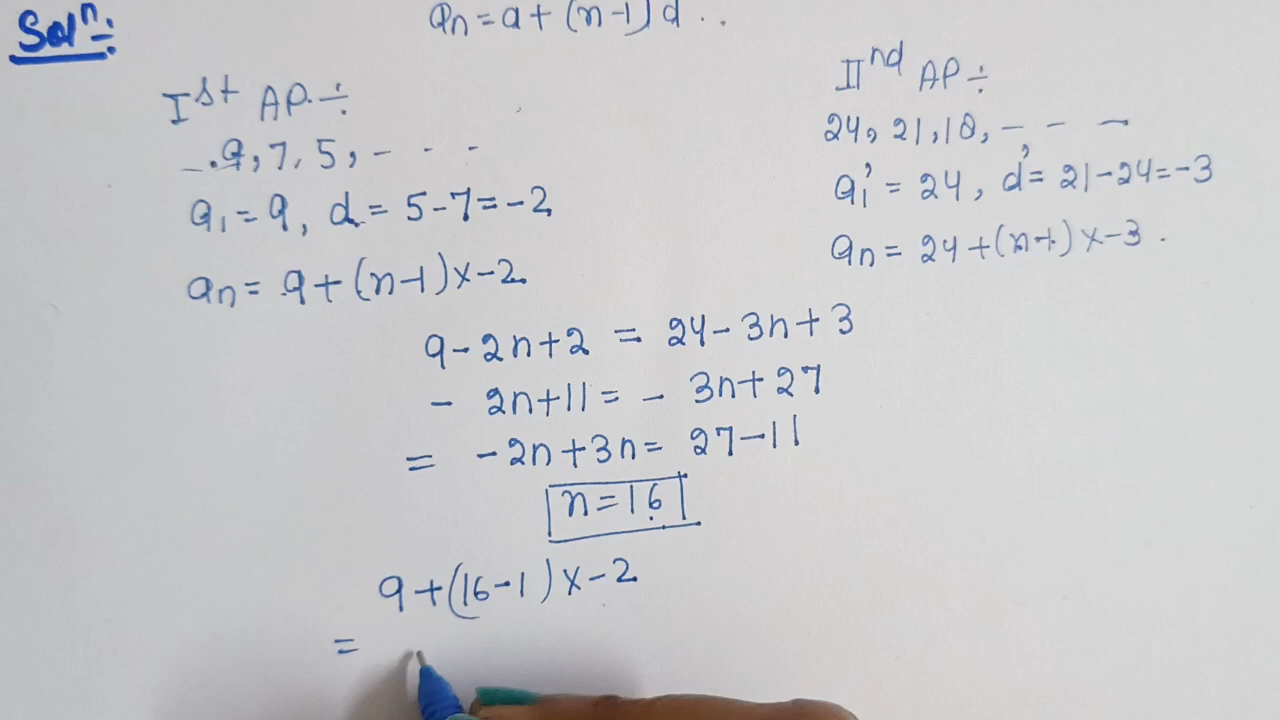 Solⁿ:
an = a + (n-1) d ..
Iˢᵗ AP. ÷
9, 7, 5, - - -
a₁ = 9, d = 5-7 = -2
an = 9 + (n-1) x -2
IIⁿᵈ AP ÷
24, 21, 18, - - -
a₁' = 24, d' = 21-24 = -3
an = 24 + (n-1) x -3 .
9 - 2n + 2 = 24 - 3n + 3
- 2n + 11 = - 3n + 27
= -2n + 3n = 27 - 11
n = 16
9 + (16 - 1) x - 2
=